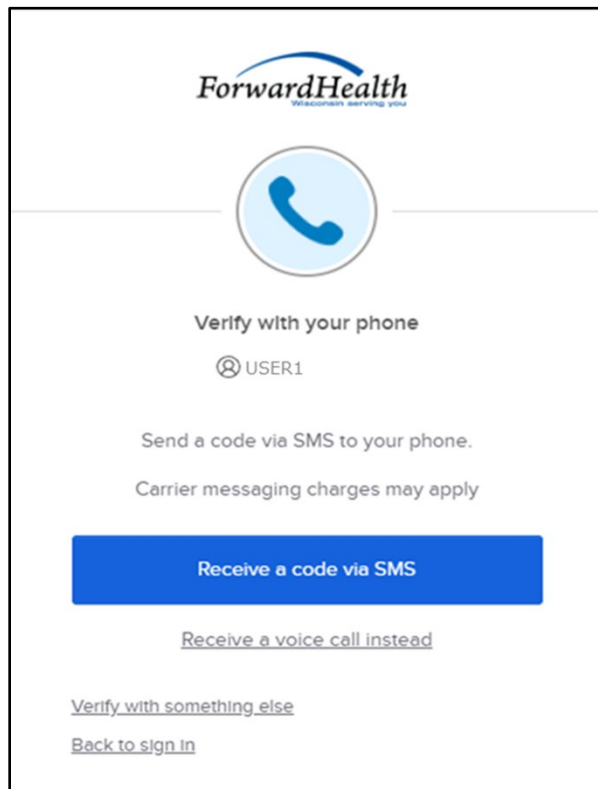 ForwardHealth
Wisconsin serving you
Verify with your phone
USER1
Send a code via SMS to your phone.
Carrier messaging charges may apply
Receive a code via SMS
Receive a voice call instead
Verify with something else
Back to sign in